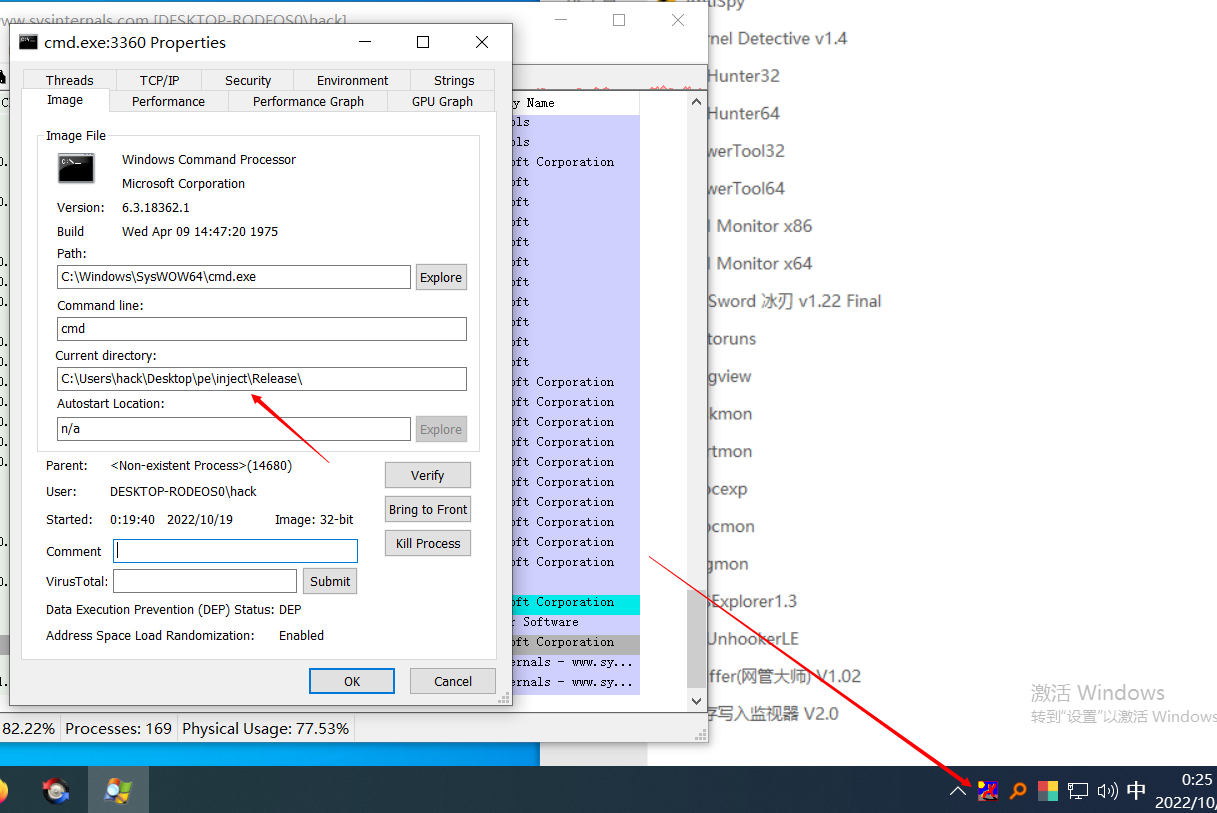 www.sysinternals.com [DESKTOP-RODEOS0\hack]
cmd.exe:3360 Properties
Threads TCP/IP Security Environment Strings
Image Performance Performance Graph GPU Graph
Image File
Windows Command Processor
Microsoft Corporation
Version: 6.3.18362.1
Build Wed Apr 09 14:47:20 1975
Path:
C:\Windows\SysWOW64\cmd.exe Explore
Command line:
cmd
Current directory:
C:\Users\hack\Desktop\pe\inject\Release\
Autostart Location:
n/a Explore
Parent: <Non-existent Process>(14680) Verify
User: DESKTOP-RODEOS0\hack
Bring to Front
Started: 0:19:40 2022/10/19 Image: 32-bit
Kill Process
Comment
VirusTotal: Submit
Data Execution Prevention (DEP) Status: DEP
Address Space Load Randomization: Enabled
OK Cancel
y Name
ols
ols
oft Corporation
oft
oft
oft
oft
oft
oft
oft
oft
oft
oft
oft Corporation
oft Corporation
oft Corporation
oft Corporation
oft Corporation
oft Corporation
oft Corporation
oft Corporation
oft Corporation
oft Corporation
oft Corporation
r Software
oft Corporation
ernals - www.sy...
ernals - www.sy...
82.22% Processes: 169 Physical Usage: 77.53%
ntiSpy
rnel Detective v1.4
Hunter32
Hunter64
werTool32
werTool64
I Monitor x86
I Monitor x64
Sword 冰刃 v1.22 Final
toruns
gview
kmon
rtmon
ocexp
ocmon
gmon
Explorer1.3
UnhookerLE
ffer(网管大师) V1.02
存写入监视器 V2.0
激活 Windows
转到"设置"以激活 Windows
中
0:25
2022/10/